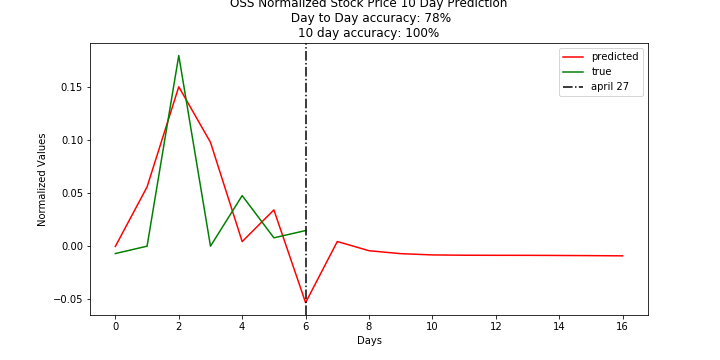 OSS Normalized Stock Price 10 Day Prediction
Day to Day accuracy: 78%
10 day accuracy: 100%
predicted
true
april 27
0.15
0.10
0.05
0.00
−0.05
Normalized Values
0 2 4 6 8 10 12 14 16
Days